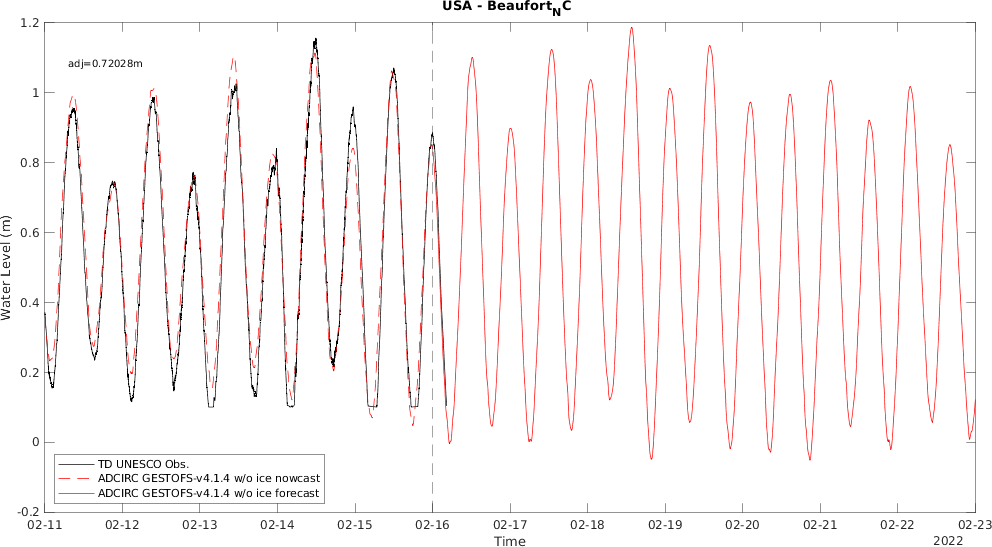 USA - Beaufort_NC
adj=0.72028m
1.2
1
0.8
0.6
0.4
0.2
0
-0.2
Water Level (m)
TD UNESCO Obs.
ADCIRC GESTOFS-v4.1.4 w/o ice nowcast
ADCIRC GESTOFS-v4.1.4 w/o ice forecast
02-11 02-12 02-13 02-14 02-15 02-16 02-17 02-18 02-19 02-20 02-21 02-22 02-23
Time
2022